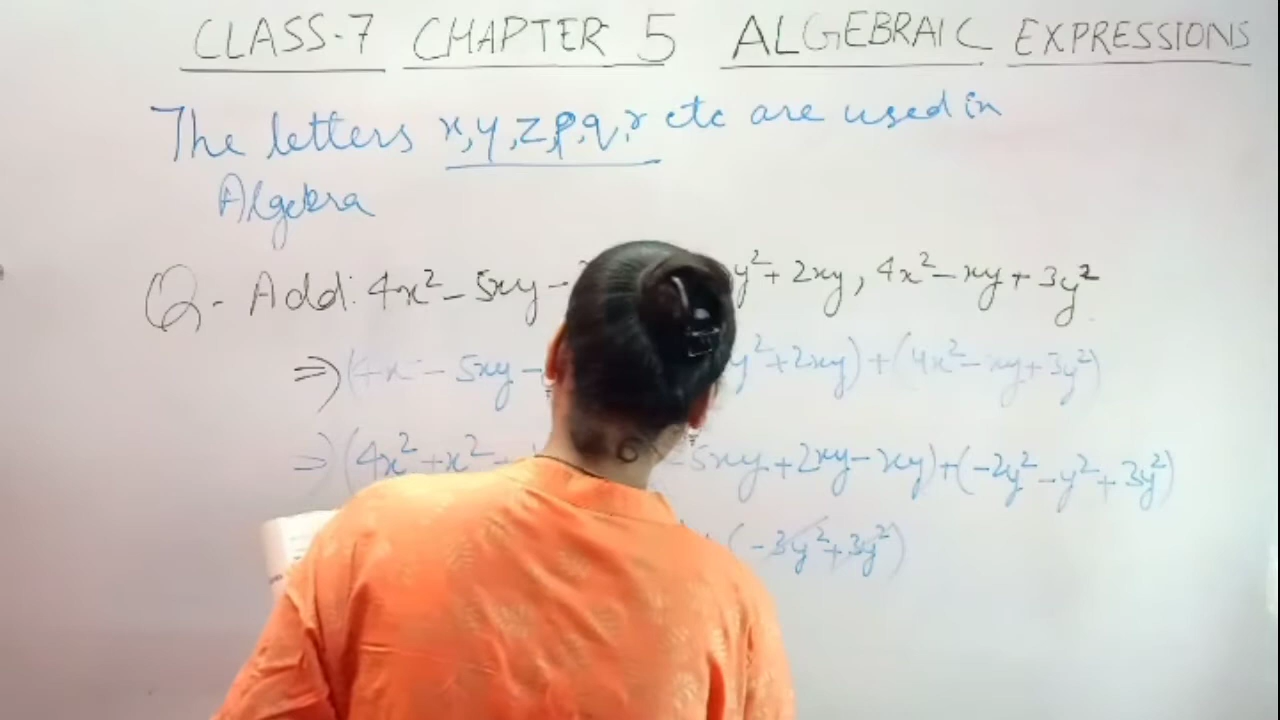 CLASS-7 CHAPTER 5 ALGEBRAIC EXPRESSIONS
The letters x, y, z, p, q, r etc are used in
Algebra
Q- Add: 4x² - 5xy - y² + 2xy, 4x² - xy + 3y²
⇒ (4x² - 5xy - y² + 2xy) + (4x² - xy + 3y²)
⇒ (4x² + x² + -5xy + 2xy - xy) + (-2y² - y² + 3y²)
(-3y² + 3y²)